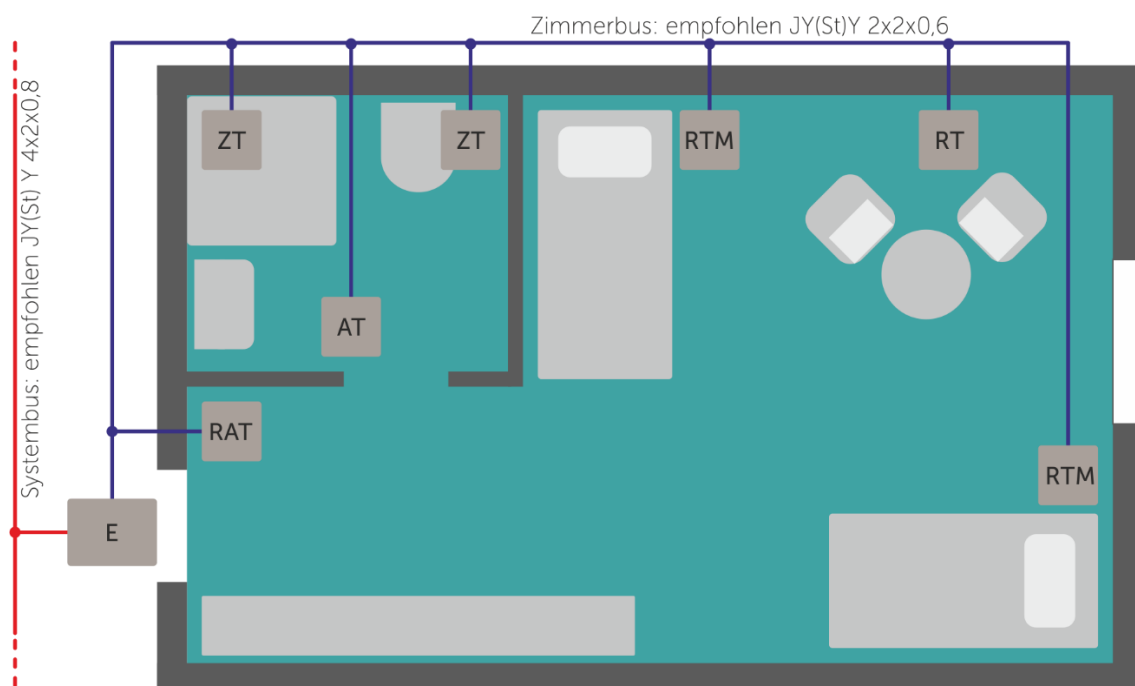 Zimmerbus: empfohlen JY(St)Y 2x2x0,6
Systembus: empfohlen JY(St) Y 4x2x0,8
ZT
ZT
RTM
RT
AT
RAT
RTM
E